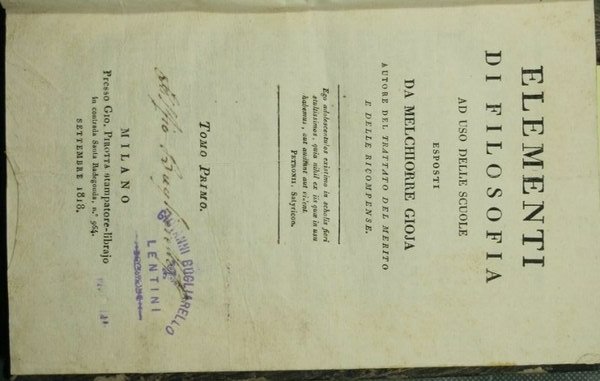 ELEMENTI
DI FILOSOFIA
AD USO DELLE SCUOLE
ESPOSTI
DA MELCHIORRE GIOJA
AUTORE DEL TRATTATO DEL MERITO
E DELLE RICOMPENSE.
Ego adolescentulos existimo in scholis fieri
stultissimos, quia nihil ex iis quæ in usu
habemus, aut audiunt aut vident.
PETRONII. Satyricon.
TOMO PRIMO.
BUGLIARELLO
LENTINI
MILANO
Presso GIO. PIROTTA stampatore-librajo
in contrada Santa Radegonda, n.° 964.
SETTEMBRE 1818.